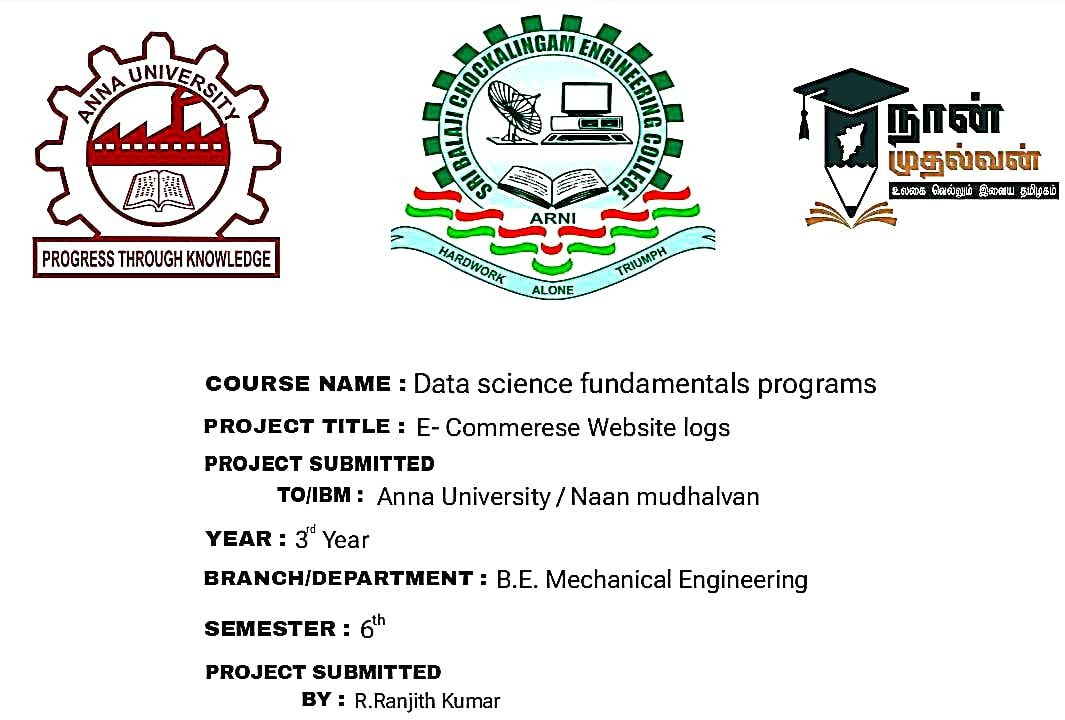 ANNA UNIVERSITY
PROGRESS THROUGH KNOWLEDGE
SRI BALAJI CHOCKALINGAM ENGINEERING COLLEGE
ARNI
HARDWORK ALONE TRIUMPH
நான்
முதல்வன்
உலகை வெல்லும் இளைய தமிழகம்
COURSE NAME : Data science fundamentals programs
PROJECT TITLE : E- Commerese Website logs
PROJECT SUBMITTED
TO/IBM : Anna University / Naan mudhalvan
YEAR : 3rd Year
BRANCH/DEPARTMENT : B.E. Mechanical Engineering
SEMESTER : 6th
PROJECT SUBMITTED
BY : R.Ranjith Kumar